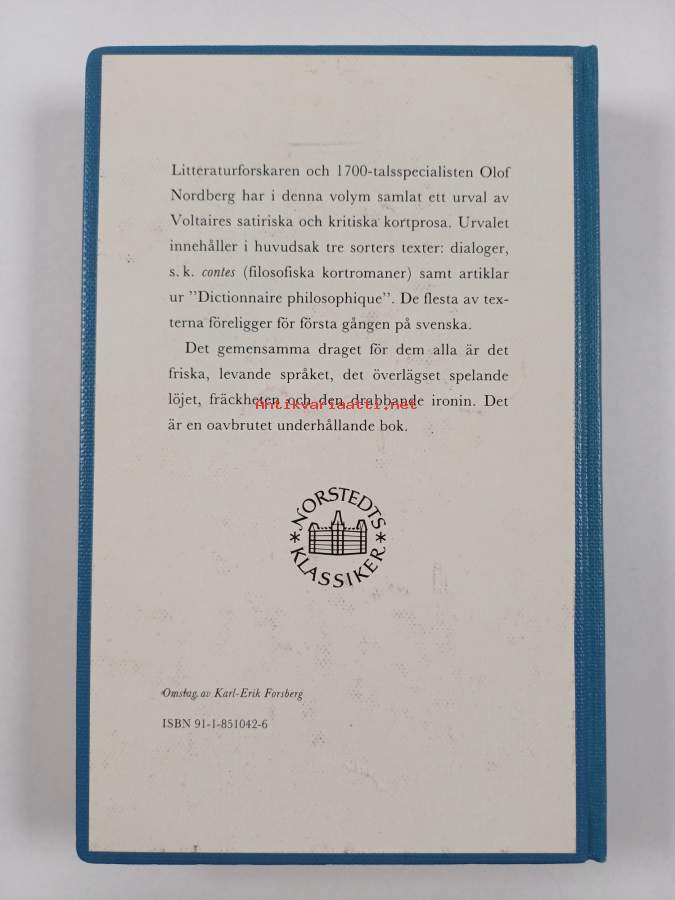 Litteraturforskaren och 1700-talsspecialisten Olof
Nordberg har i denna volym samlat ett urval av
Voltaires satiriska och kritiska kortprosa. Urvalet
innehåller i huvudsak tre sorters texter: dialoger,
s. k. contes (filosofiska kortromaner) samt artiklar
ur ”Dictionnaire philosophique”. De flesta av tex-
terna föreligger för första gången på svenska.
Det gemensamma draget för dem alla är det
friska, levande språket, det överlägset spelande
löjet, fräckheten och den drabbande ironin. Det
Antikvariaatti.net
är en oavbrutet underhållande bok.
NORSTEDTS
* *
KLASSIKER
Omslag av Karl-Erik Forsberg
ISBN 91-1-851042-6